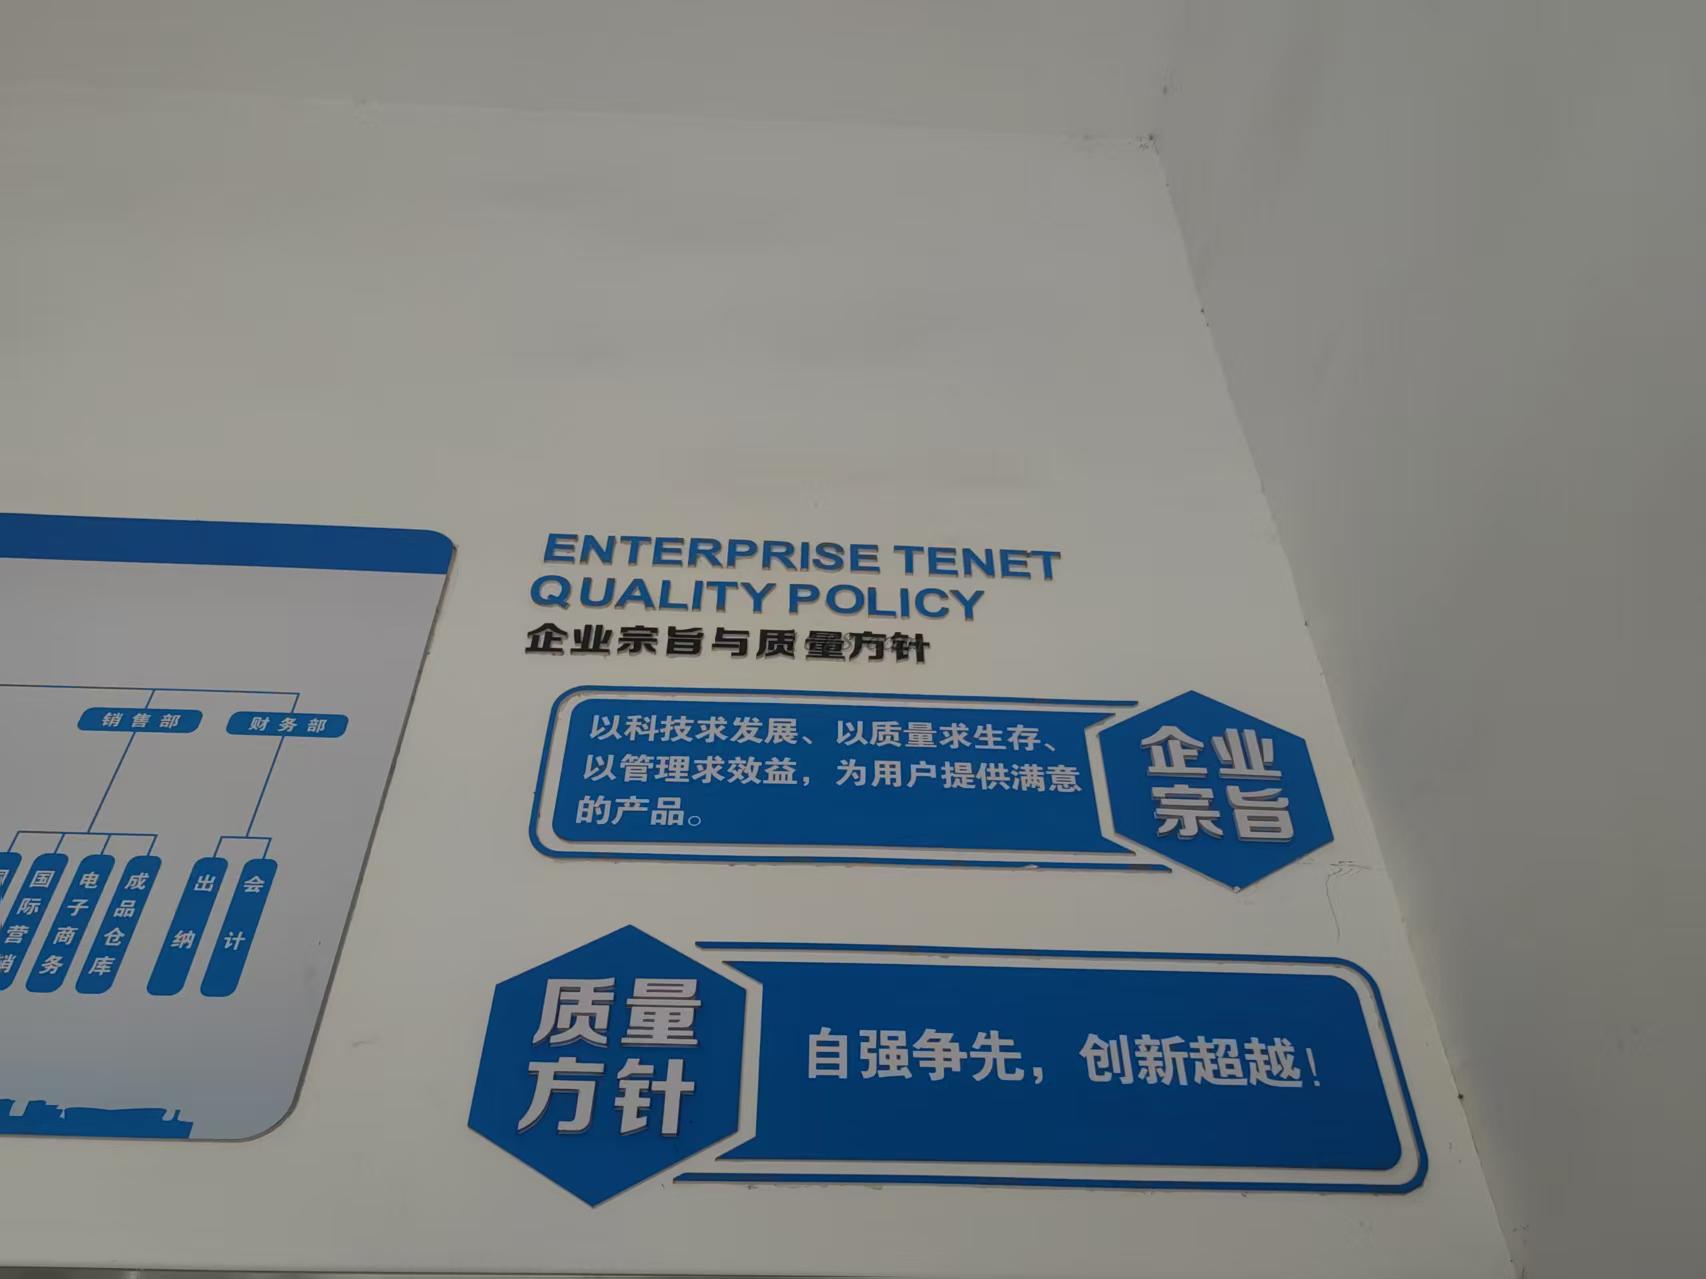 ENTERPRISE TENET
QUALITY POLICY
企业宗旨与质量方针
以科技求发展、以质量求生存、
以管理求效益，为用户提供满意
的产品。
企业
宗旨
质量
方针
自强争先，创新超越！
销售部
财务部
国际营销
电子商务
成品仓库
出纳
会计